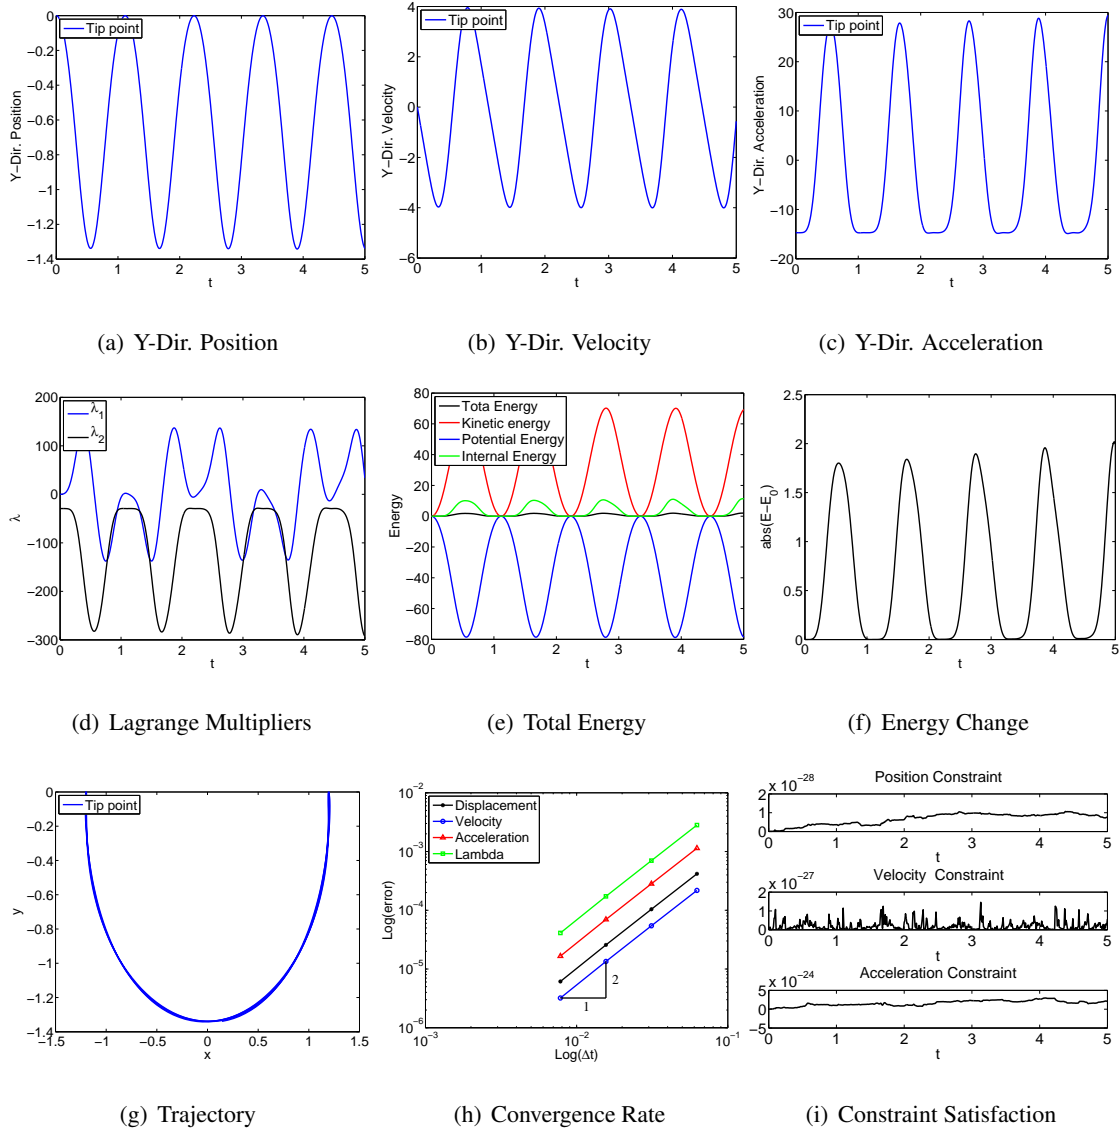 0
−0.2
−0.4
−0.6
−0.8
−1
−1.2
−1.4
Y−Dir. Position
Tip point
0 1 2 3 4 5
t
(a) Y-Dir. Position
4
2
0
−2
−4
−6
Y−Dir. Velocity
Tip point
0 1 2 3 4 5
t
(b) Y-Dir. Velocity
30
20
10
0
−10
−20
Y−Dir. Acceleration
Tip point
0 1 2 3 4 5
t
(c) Y-Dir. Acceleration
200
100
0
−100
−200
−300
λ
λ1
λ2
0 1 2 3 4 5
t
(d) Lagrange Multipliers
80
60
40
20
0
−20
−40
−60
−80
Energy
Tota Energy
Kinetic energy
Potential Energy
Internal Energy
0 1 2 3 4 5
t
(e) Total Energy
2.5
2
1.5
1
0.5
0
abs(E−E0)
0 1 2 3 4 5
t
(f) Energy Change
0
−0.2
−0.4
−0.6
−0.8
−1
−1.2
−1.4
y
Tip point
−1.5 −1 −0.5 0 0.5 1 1.5
x
(g) Trajectory
10−2
10−3
10−4
10−5
10−6
Log(error)
Displacement
Velocity
Acceleration
Lambda
2
1
10−3 10−2 10−1
Log(Δt)
(h) Convergence Rate
x 10−28
Position Constraint
2
1
0
0 1 2 3 4 5
t
x 10−27
Velocity Constraint
2
1
0
0 1 2 3 4 5
t
x 10−24
Acceleration Constraint
5
0
−5
0 1 2 3 4 5
t
(i) Constraint Satisfaction